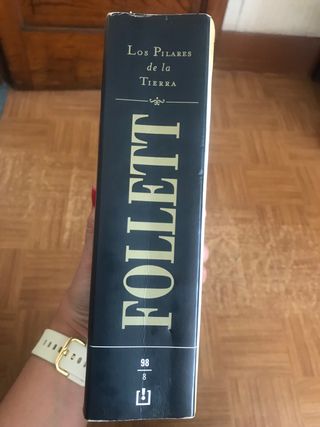 Los Pilares
de la
Tierra
FOLLETT
98
8
[!]